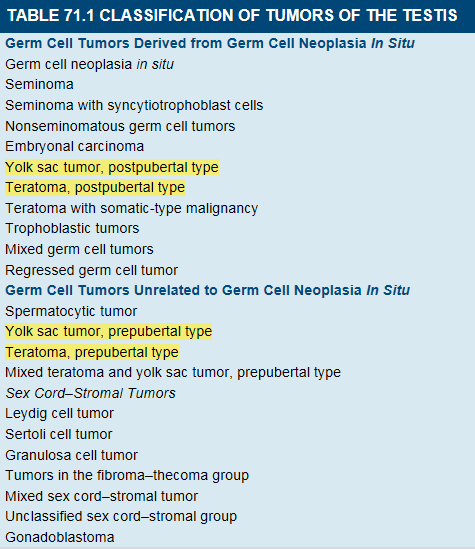 TABLE 71.1 CLASSIFICATION OF TUMORS OF THE TESTIS
Germ Cell Tumors Derived from Germ Cell Neoplasia In Situ
Germ cell neoplasia in situ
Seminoma
Seminoma with syncytiotrophoblast cells
Nonseminomatous germ cell tumors
Embryonal carcinoma
Yolk sac tumor, postpubertal type
Teratoma, postpubertal type
Teratoma with somatic-type malignancy
Trophoblastic tumors
Mixed germ cell tumors
Regressed germ cell tumor
Germ Cell Tumors Unrelated to Germ Cell Neoplasia In Situ
Spermatocytic tumor
Yolk sac tumor, prepubertal type
Teratoma, prepubertal type
Mixed teratoma and yolk sac tumor, prepubertal type
Sex Cord–Stromal Tumors
Leydig cell tumor
Sertoli cell tumor
Granulosa cell tumor
Tumors in the fibroma–thecoma group
Mixed sex cord–stromal tumor
Unclassified sex cord–stromal group
Gonadoblastoma